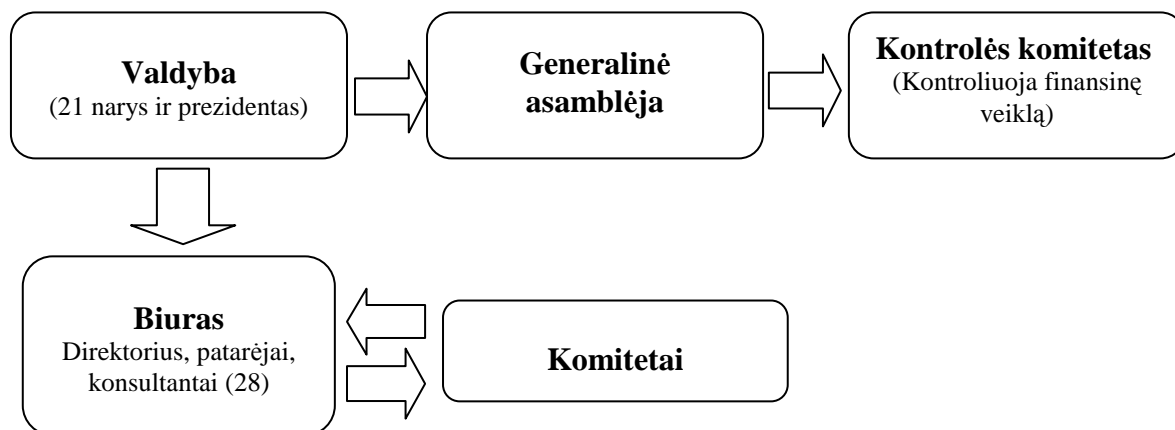 Valdyba
(21 narys ir prezidentas)
Generalinė
asamblėja
Kontrolės komitetas
(Kontroliuoja finansinę
veiklą)
Biuras
Direktorius, patarėjai,
konsultantai (28)
Komitetai